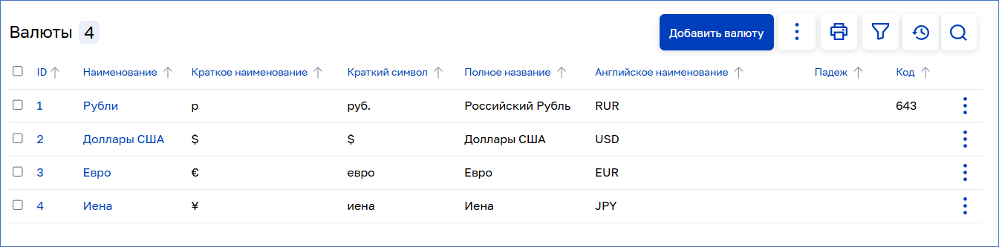 Валюты 4 Добавить валюту
ID Наименование Краткое наименование Краткий символ Полное название Английское наименование Падеж Код
1 Рубли р руб. Российский Рубль RUR 643
2 Доллары США $ $ Доллары США USD
3 Евро € евро Евро EUR
4 Иена ¥ иена Иена JPY